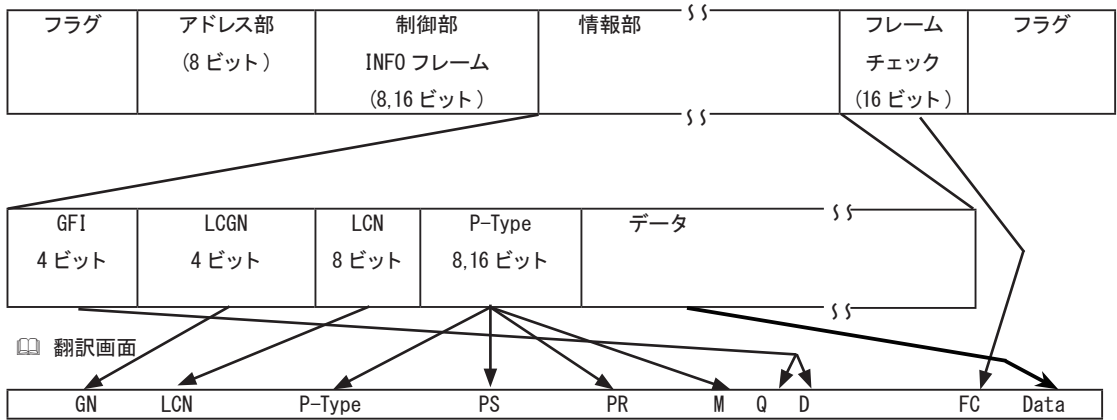 フラグ アドレス部 制御部 情報部 フレーム フラグ
(8 ビット) INFO フレーム チェック
(8,16 ビット) (16 ビット)
GFI LCGN LCN P-Type データ
4 ビット 4 ビット 8 ビット 8,16 ビット
翻訳画面
GN LCN P-Type PS PR M Q D FC Data